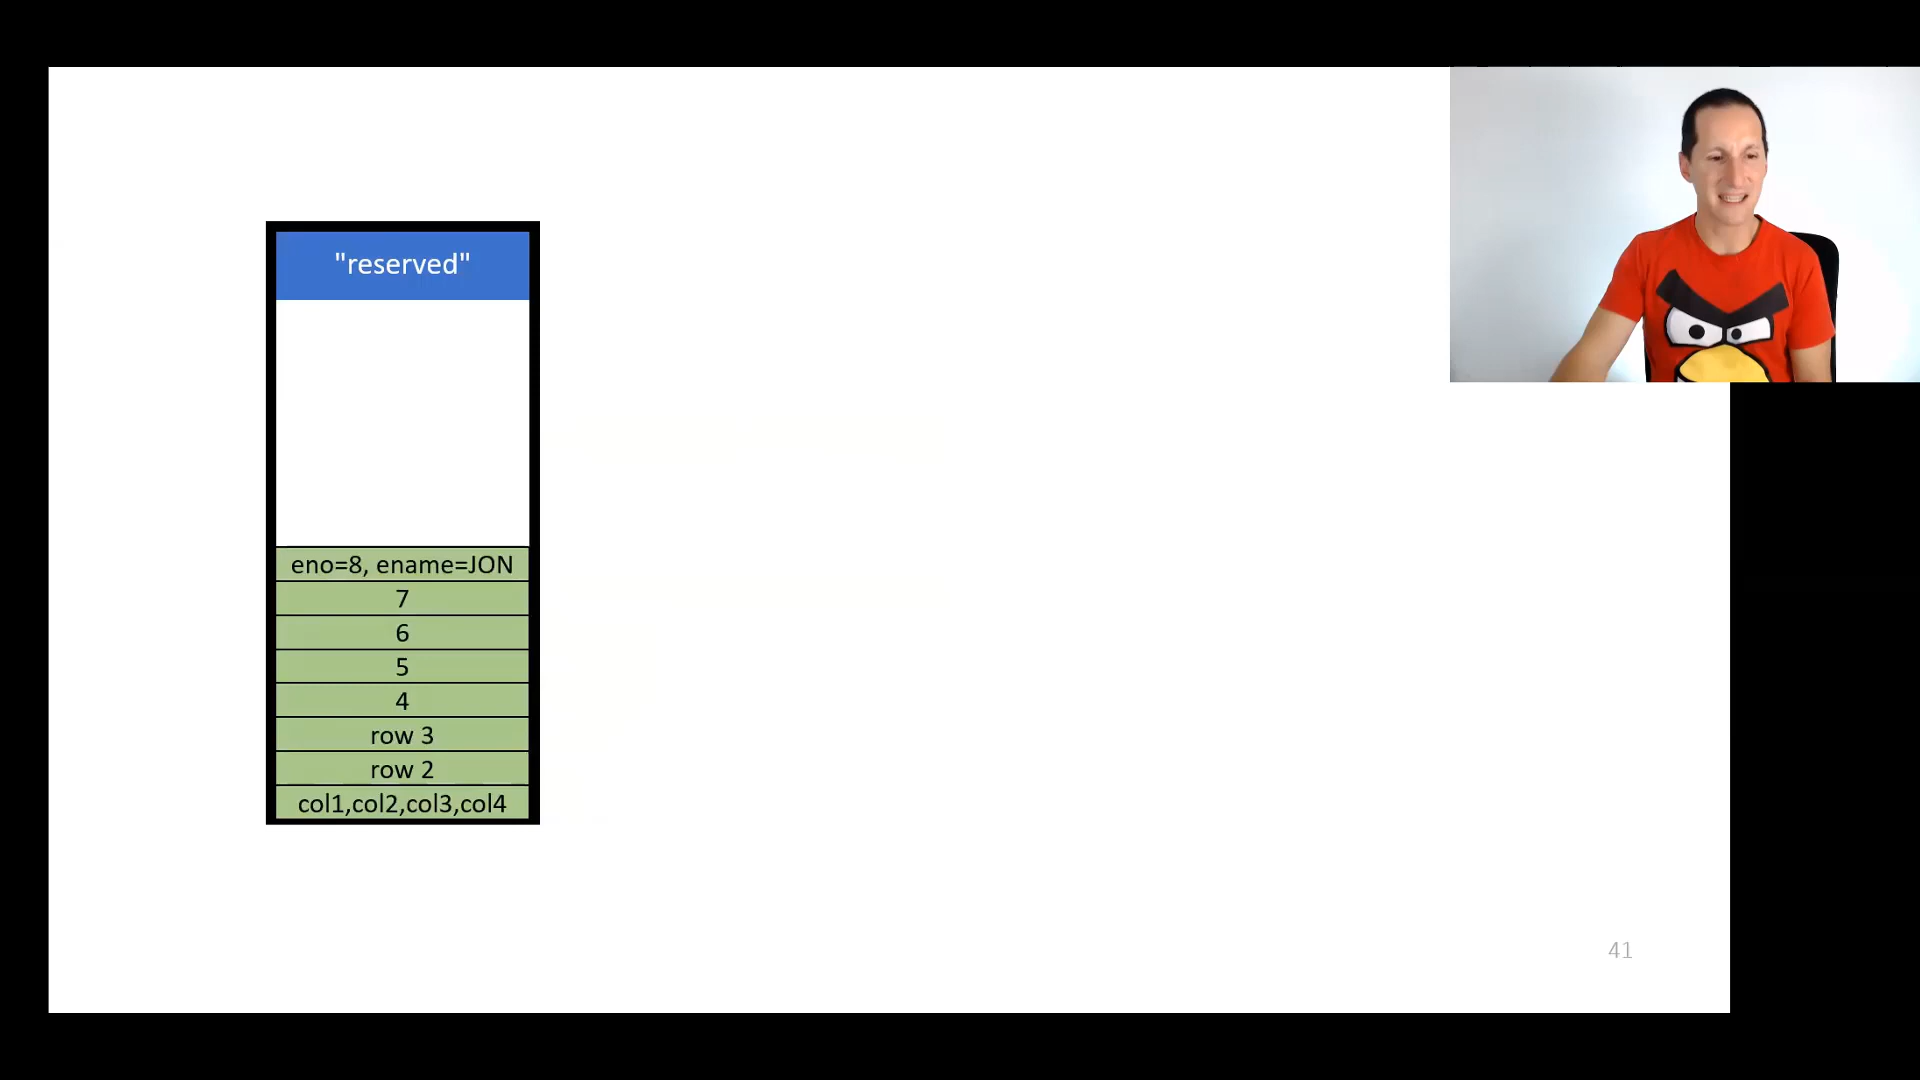 "reserved"
eno=8, ename=JON
7
6
5
4
row 3
row 2
col1,col2,col3,col4
41